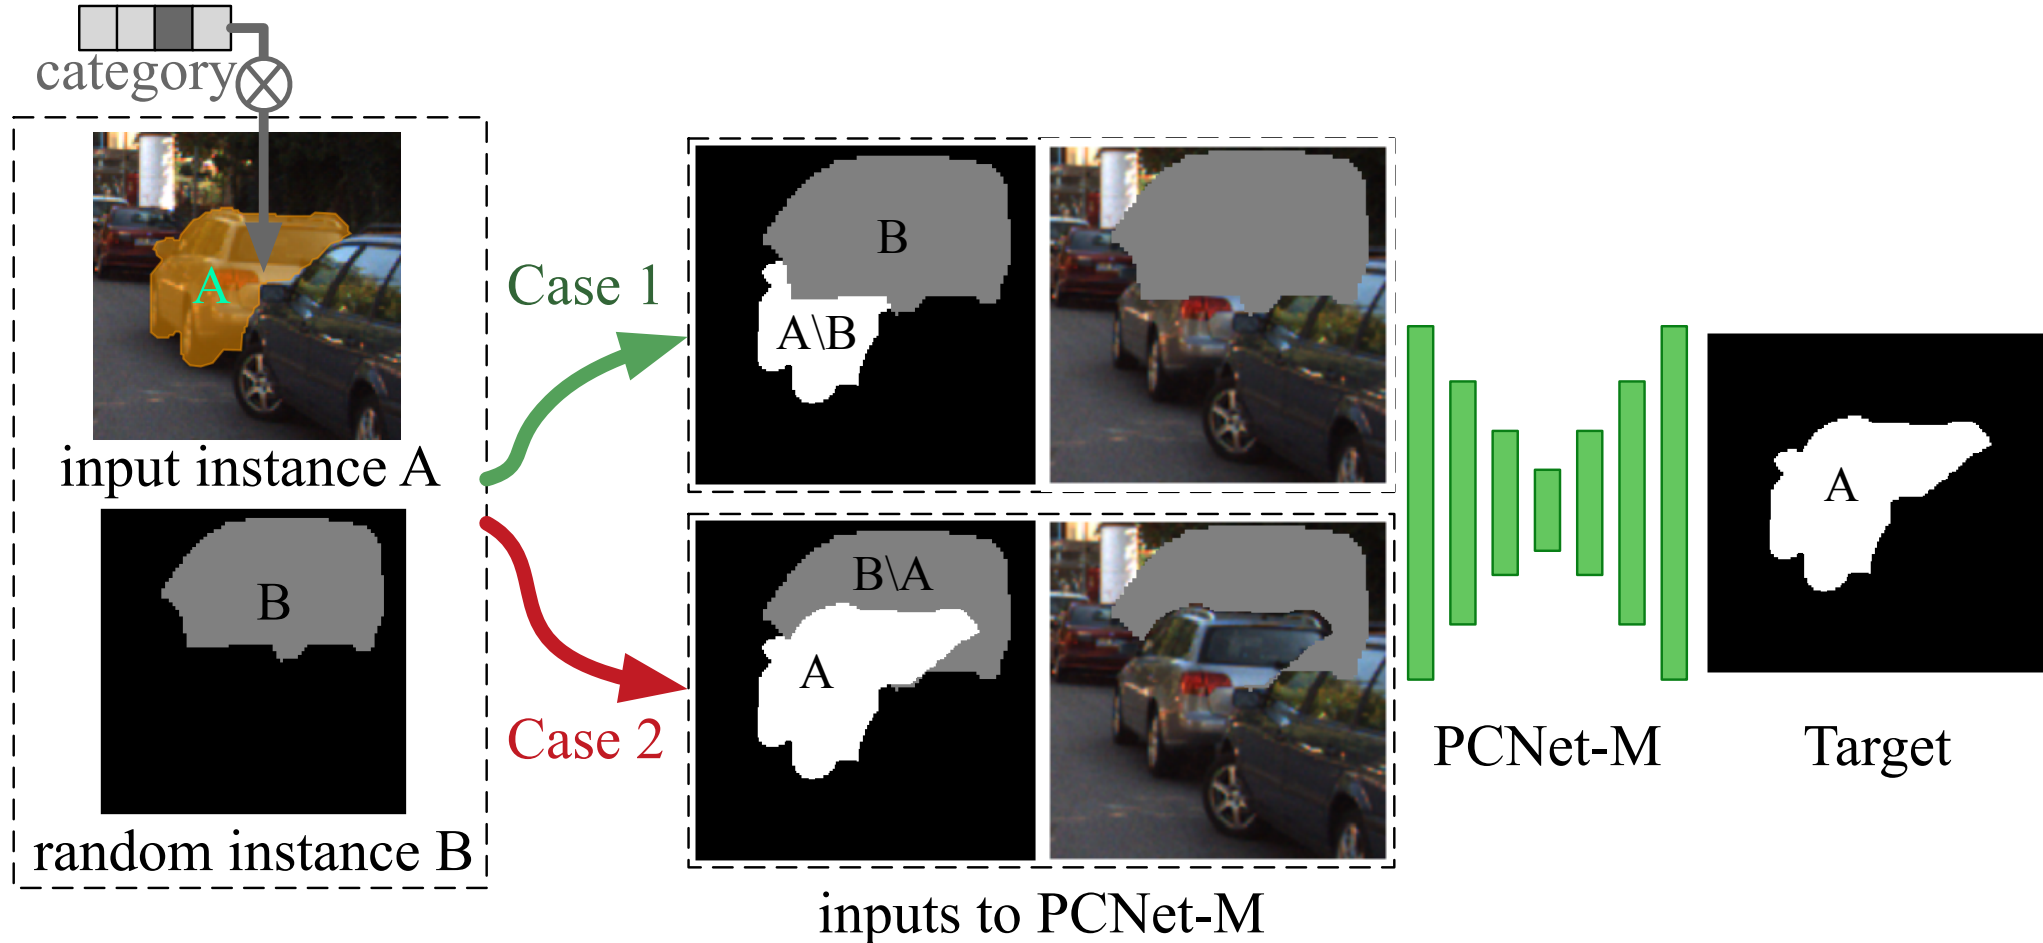 category
A
input instance A
B
random instance B
Case 1
Case 2
B
A\B
B\A
A
inputs to PCNet-M
PCNet-M
A
Target